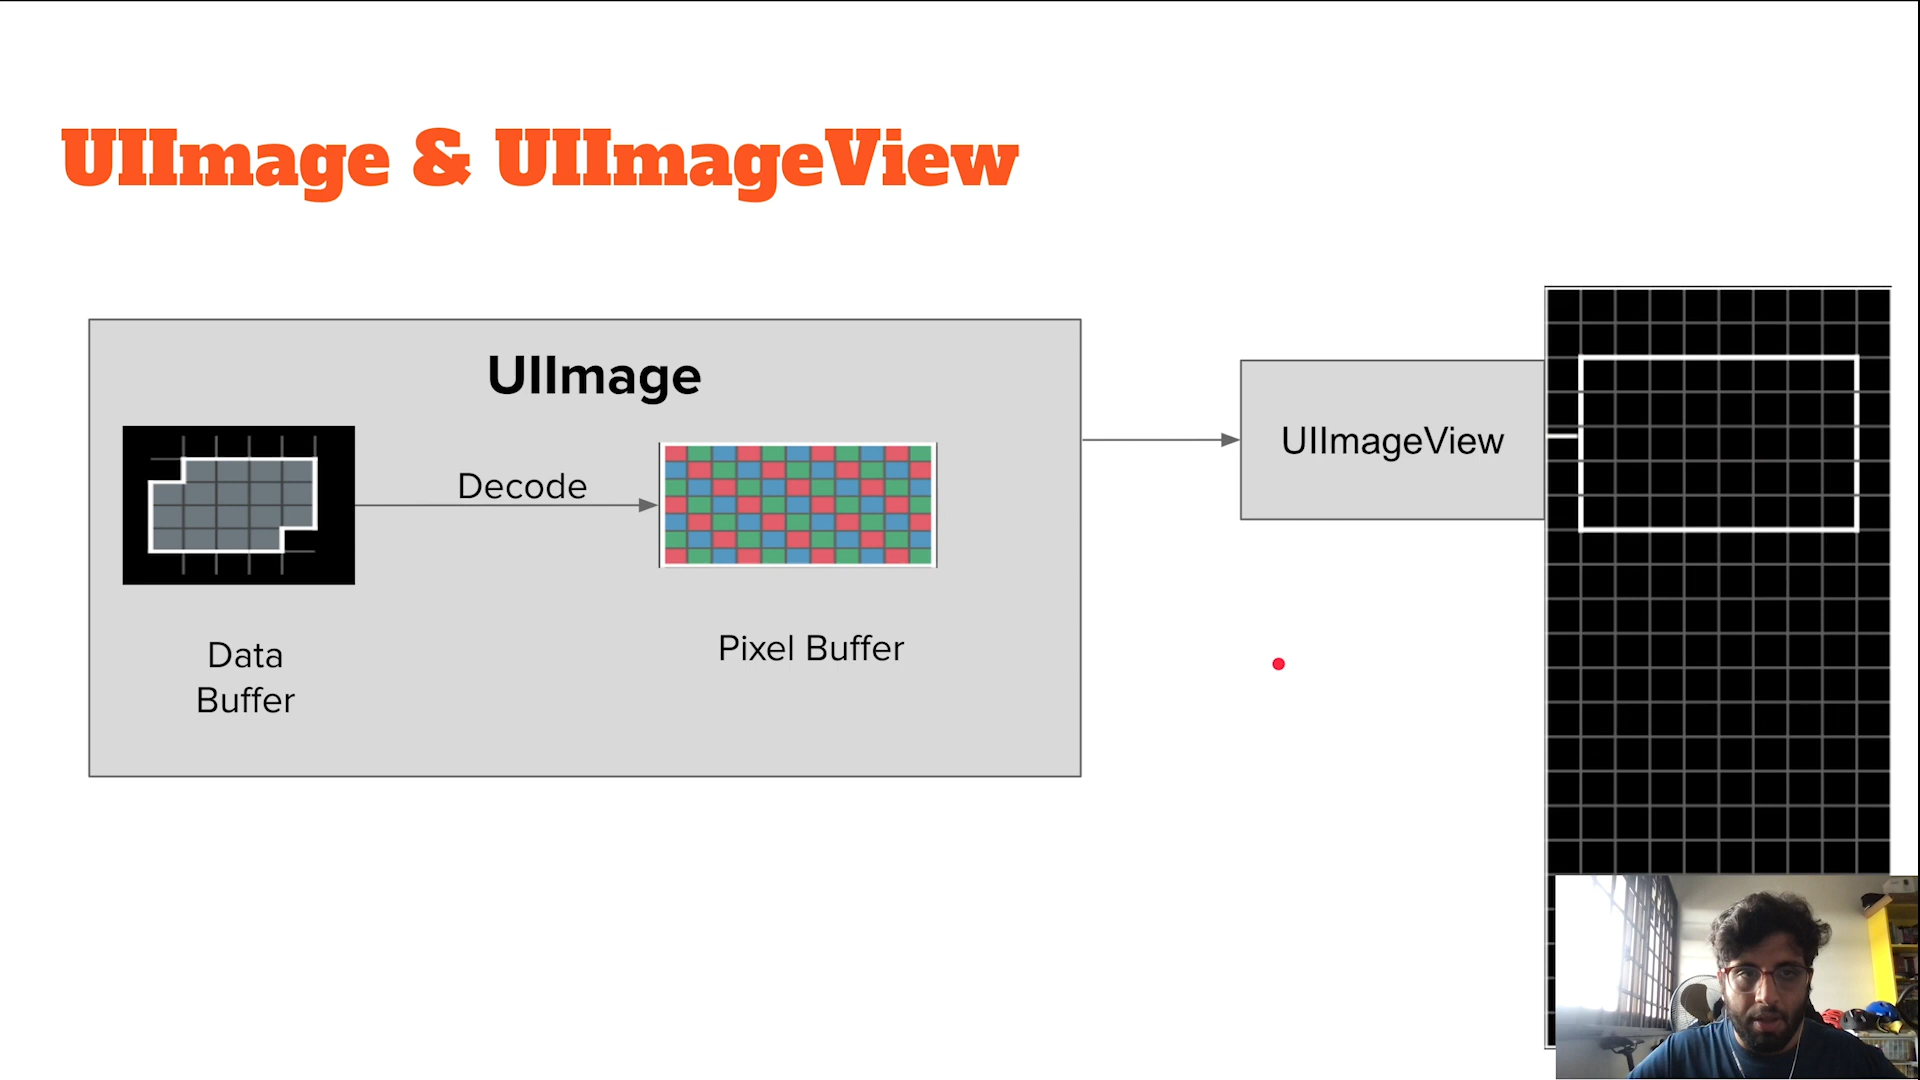 UIImage & UIImageView
UIImage
Decode
Data
Buffer
Pixel Buffer
UIImageView